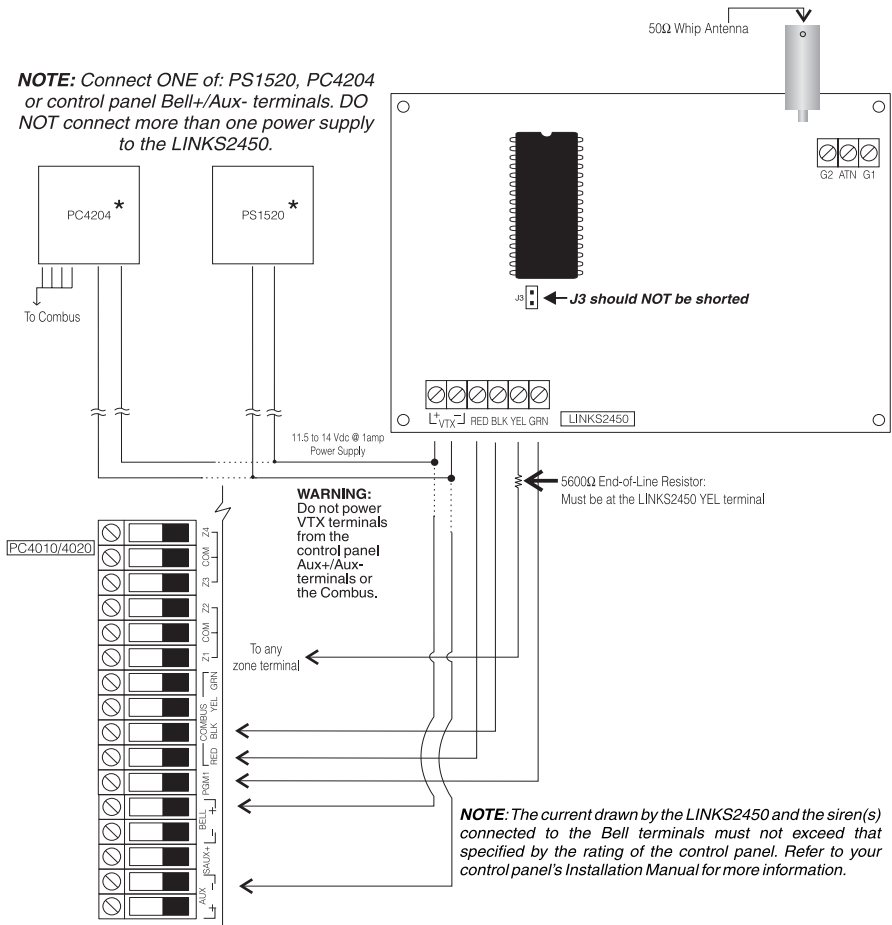 50Ω Whip Antenna
NOTE: Connect ONE of: PS1520, PC4204
or control panel Bell+/Aux- terminals. DO
NOT connect more than one power supply
to the LINKS2450.
G2 ATN G1
PC4204 *
PS1520 *
To Combus
J3
J3 should NOT be shorted
+ VTX - RED BLK YEL GRN
LINKS2450
11.5 to 14 Vdc @ 1amp
Power Supply
5600Ω End-of-Line Resistor:
Must be at the LINKS2450 YEL terminal
WARNING:
Do not power
VTX terminals
from the
control panel
Aux+/Aux-
terminals or
the Combus.
PC4010/4020
Z4
COM
Z3
Z2
COM
Z1
To any
zone terminal
GRN
YEL
COMBUS
BLK
RED
PGM1
+
BELL
-
SAUX+
-
AUX
+
NOTE: The current drawn by the LINKS2450 and the siren(s)
connected to the Bell terminals must not exceed that
specified by the rating of the control panel. Refer to your
control panel's Installation Manual for more information.